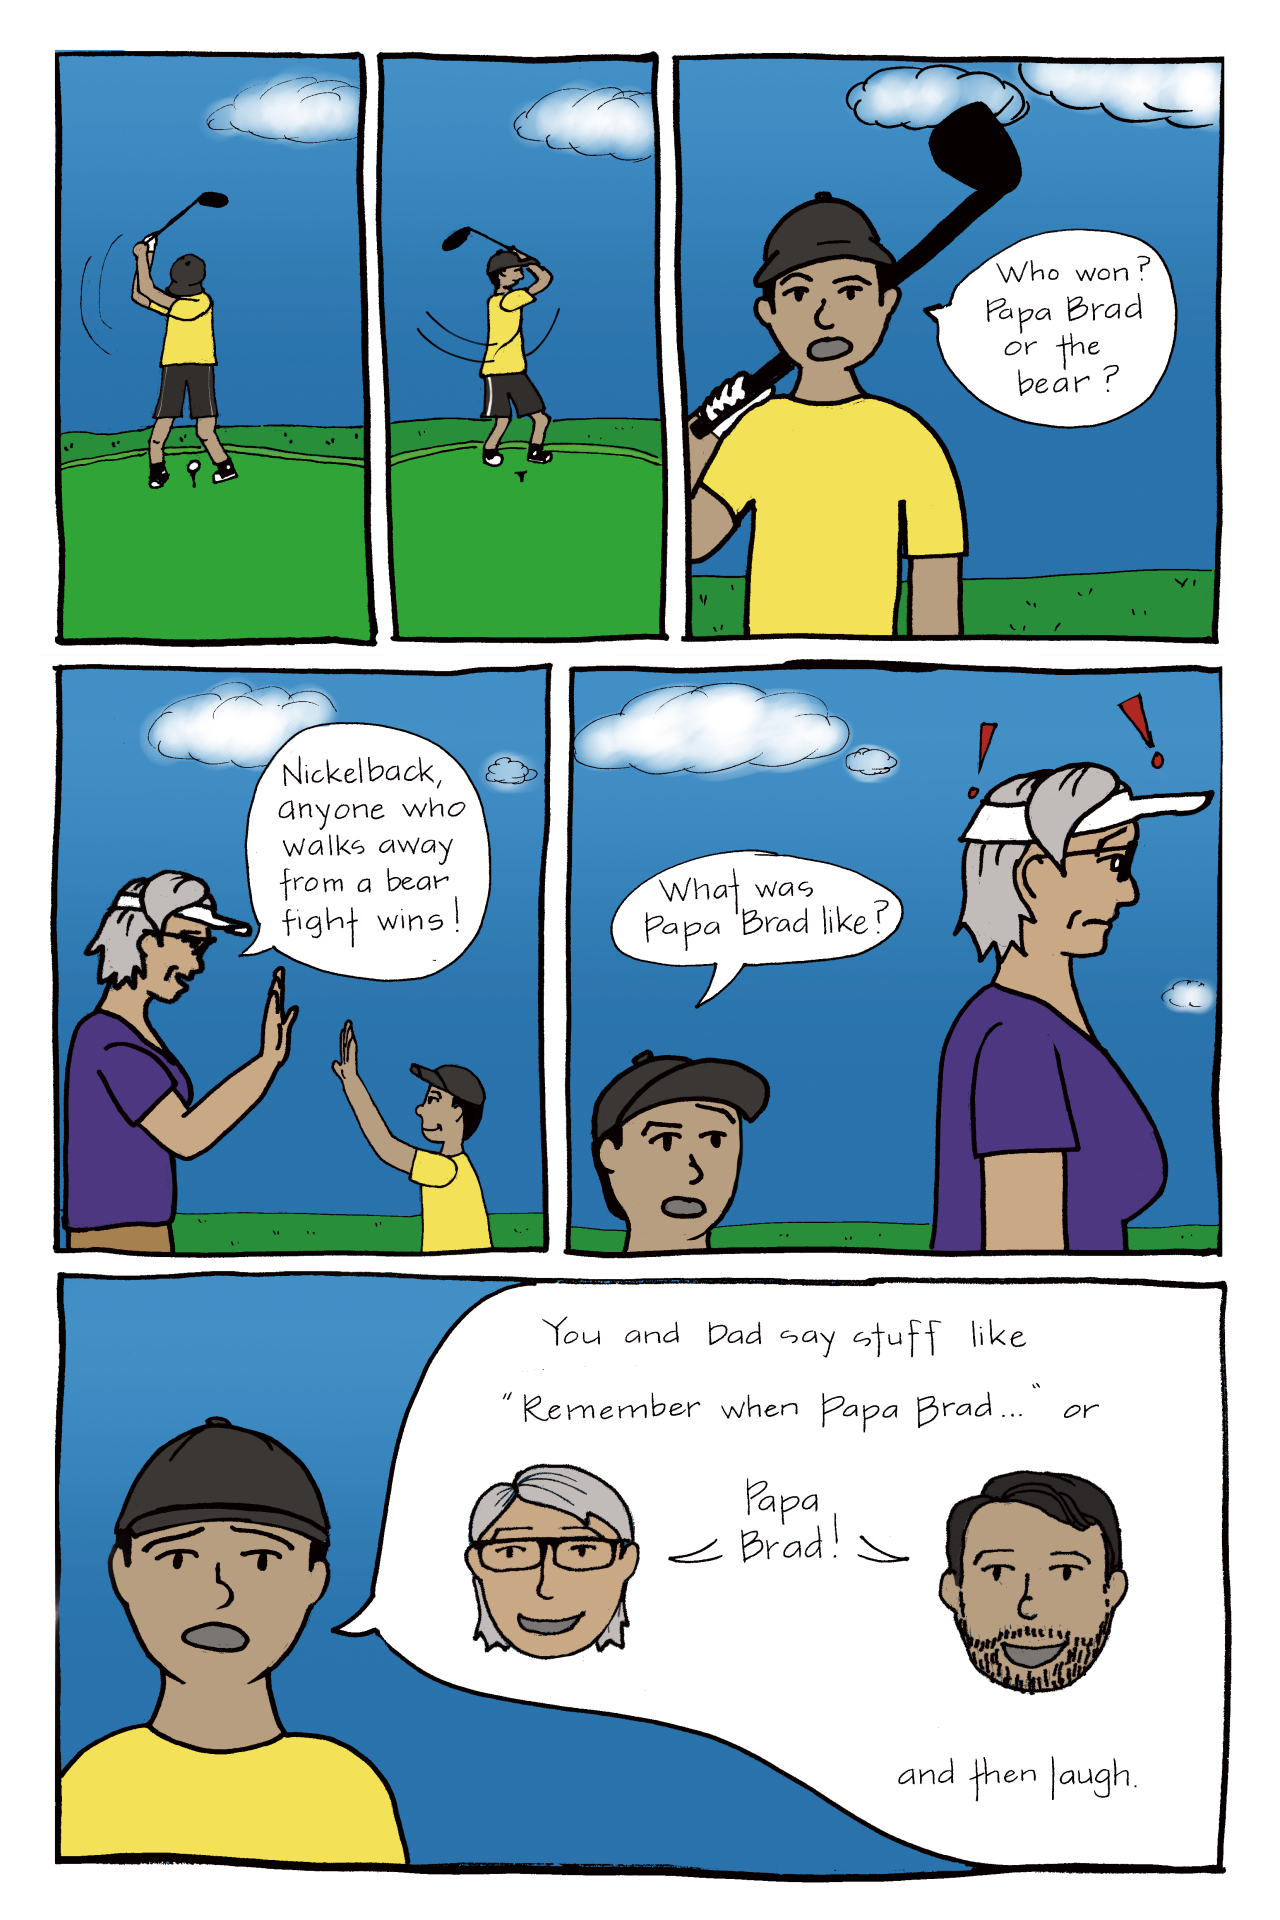 Who won?
Papa Brad
or the
bear?
Nickelback,
anyone who
walks away
from a bear
fight wins!
What was
Papa Brad like?
You and Dad say stuff like
"Remember when Papa Brad..." or
Papa
Brad!
and then laugh.